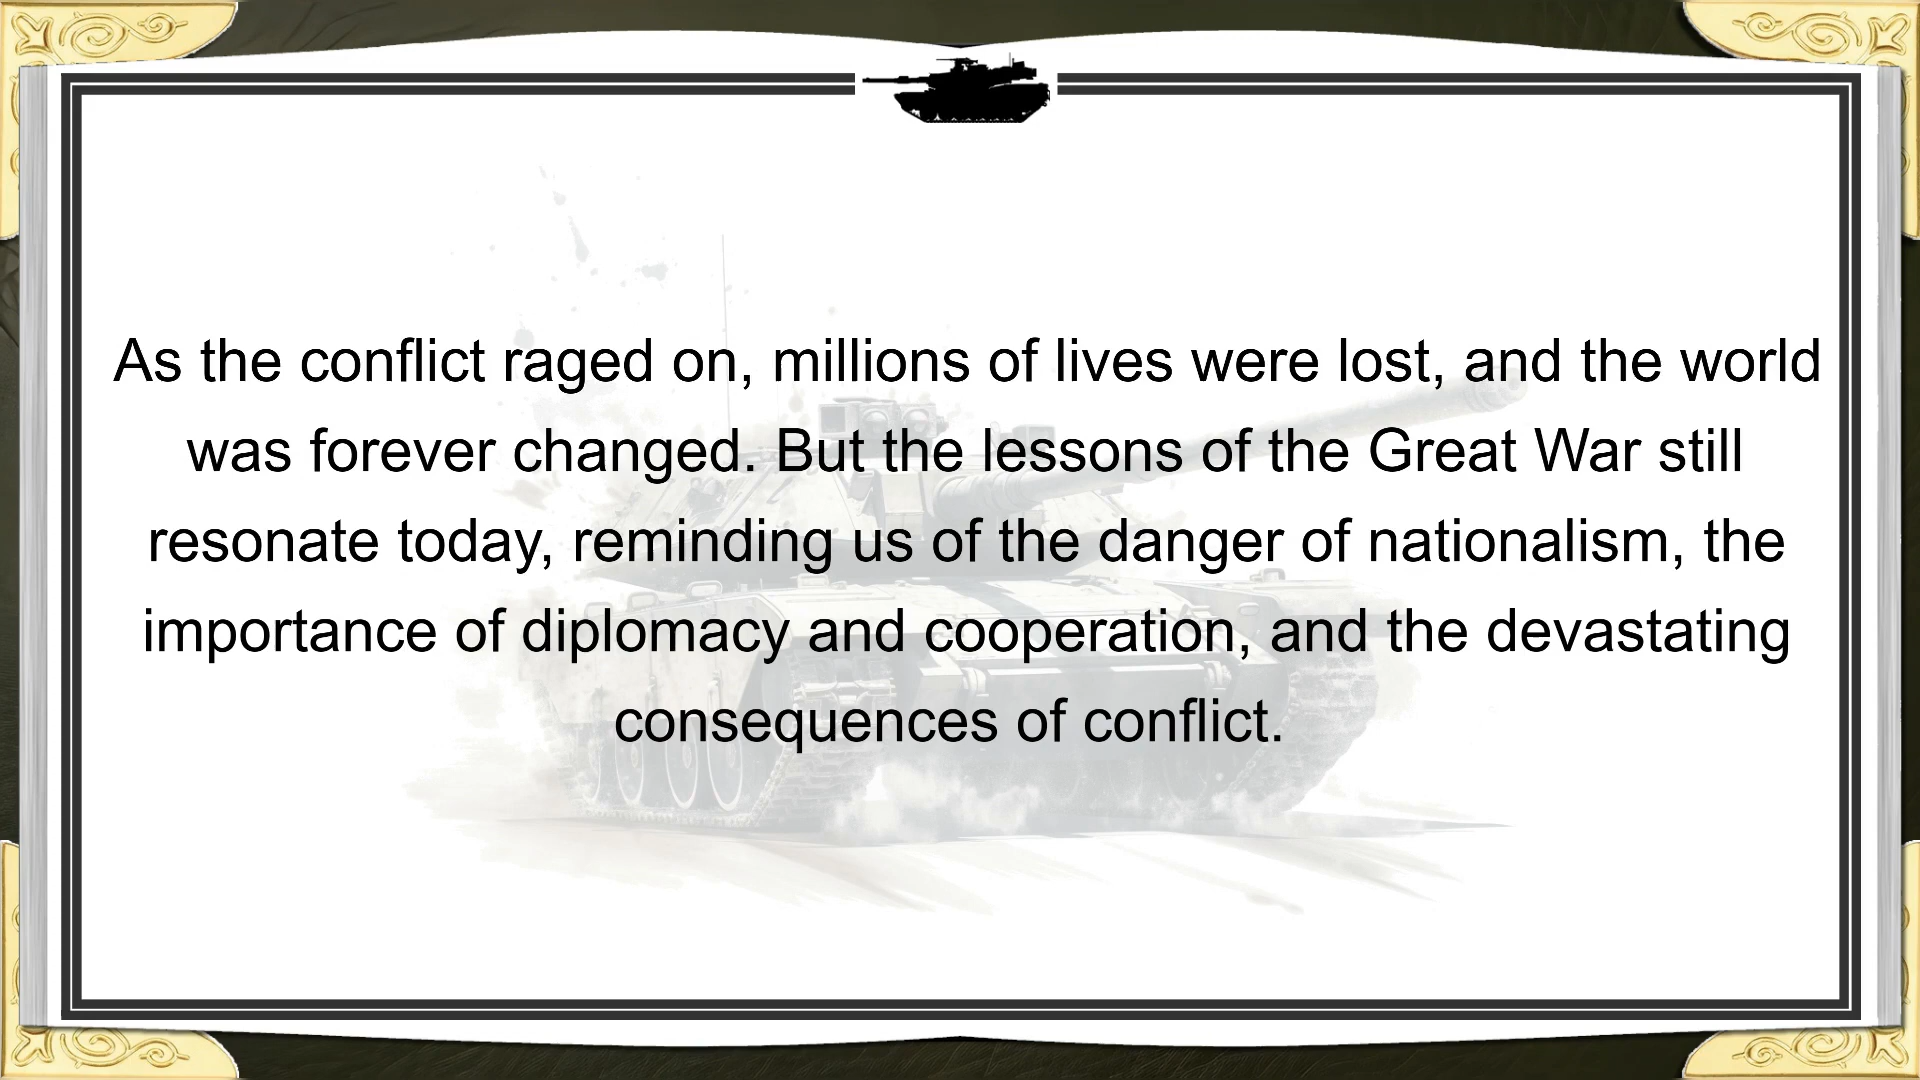 As the conflict raged on, millions of lives were lost, and the world
was forever changed. But the lessons of the Great War still
resonate today, reminding us of the danger of nationalism, the
importance of diplomacy and cooperation, and the devastating
consequences of conflict.